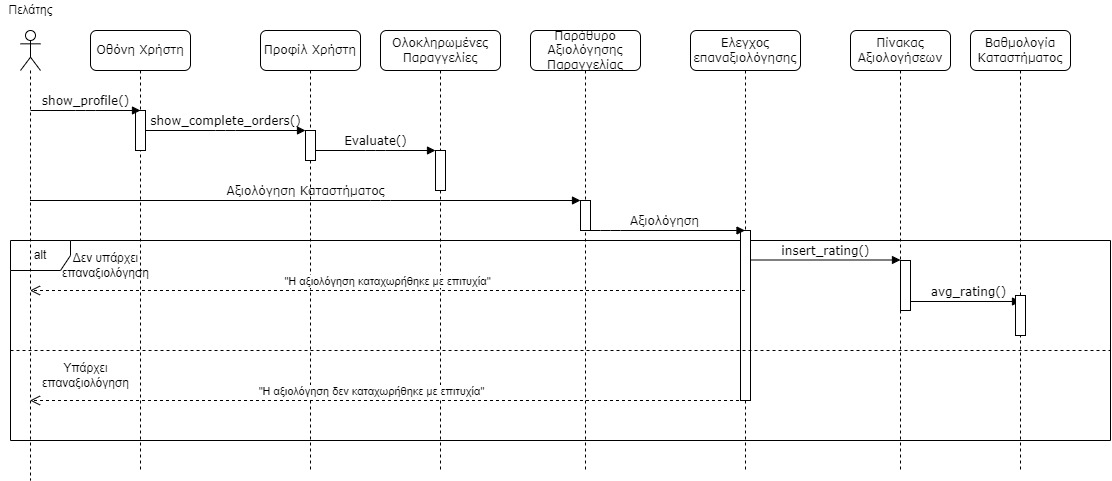 Πελάτης
Οθόνη Χρήστη
Προφίλ Χρήστη
Ολοκληρωμένες
Παραγγελίες
Παράθυρο
Αξιολόγησης
Παραγγελίας
Ελεγχος
επαναξιολόγησης
Πίνακας
Αξιολογήσεων
Βαθμολογία
Καταστήματος
show_profile()
show_complete_orders()
Evaluate()
Αξιολόγηση Καταστήματος
Αξιολόγηση
alt
Δεν υπάρχει
επαναξιολόγηση
insert_rating()
"Η αξιολόγηση καταχωρήθηκε με επιτυχία"
avg_rating()
Υπάρχει
επαναξιολόγηση
"Η αξιολόγηση δεν καταχωρήθηκε με επιτυχία"